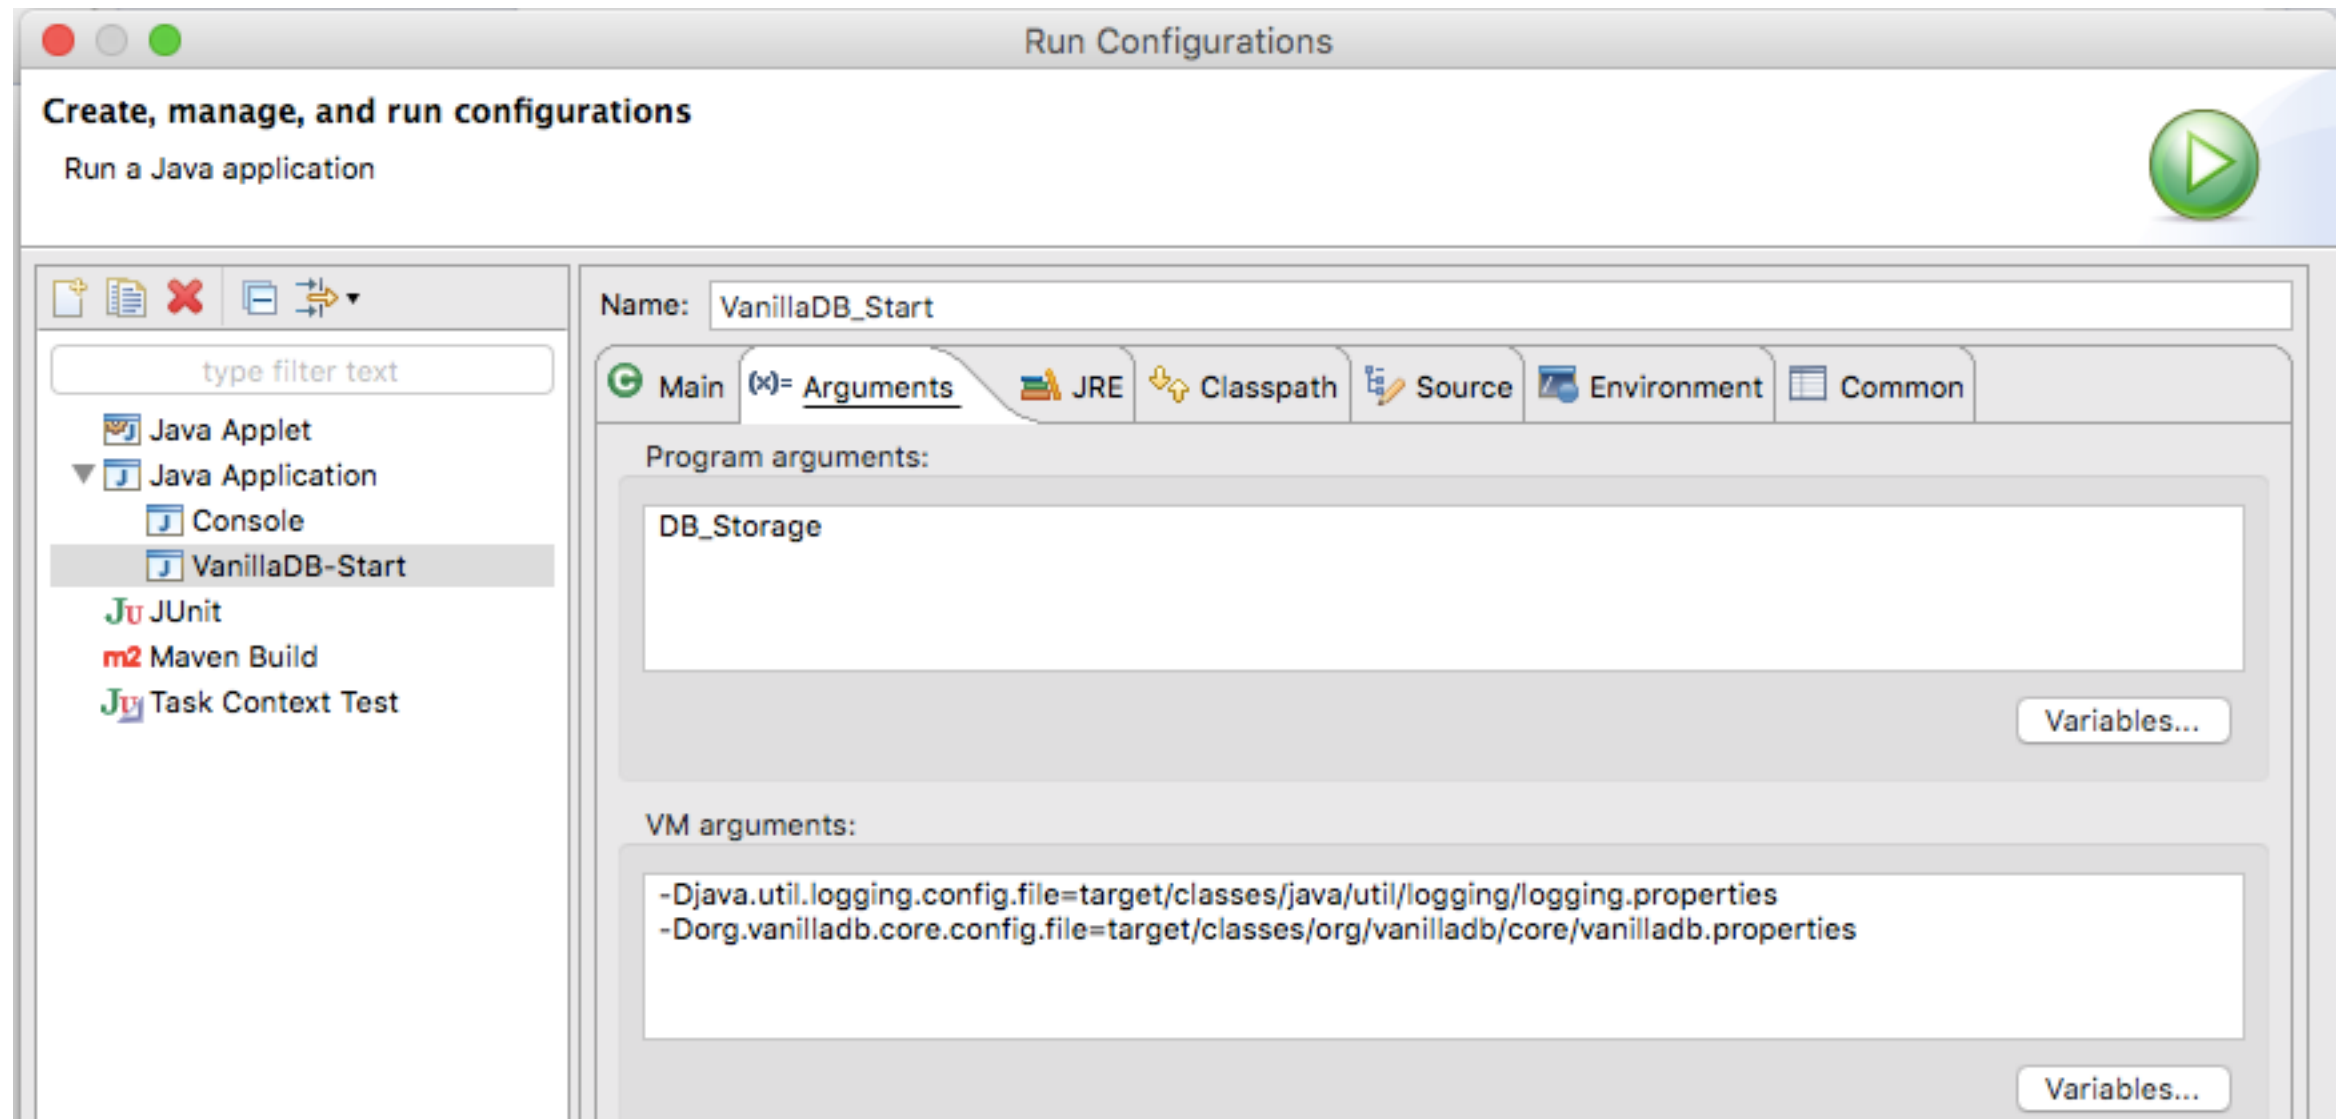 Run Configurations
Create, manage, and run configurations
Run a Java application
type filter text
Java Applet
Java Application
Console
VanillaDB-Start
JUnit
m2 Maven Build
Task Context Test
Name: VanillaDB_Start
Main (x)= Arguments JRE Classpath Source Environment Common
Program arguments:
DB_Storage
Variables...
VM arguments:
-Djava.util.logging.config.file=target/classes/java/util/logging/logging.properties
-Dorg.vanilladb.core.config.file=target/classes/org/vanilladb/core/vanilladb.properties
Variables...